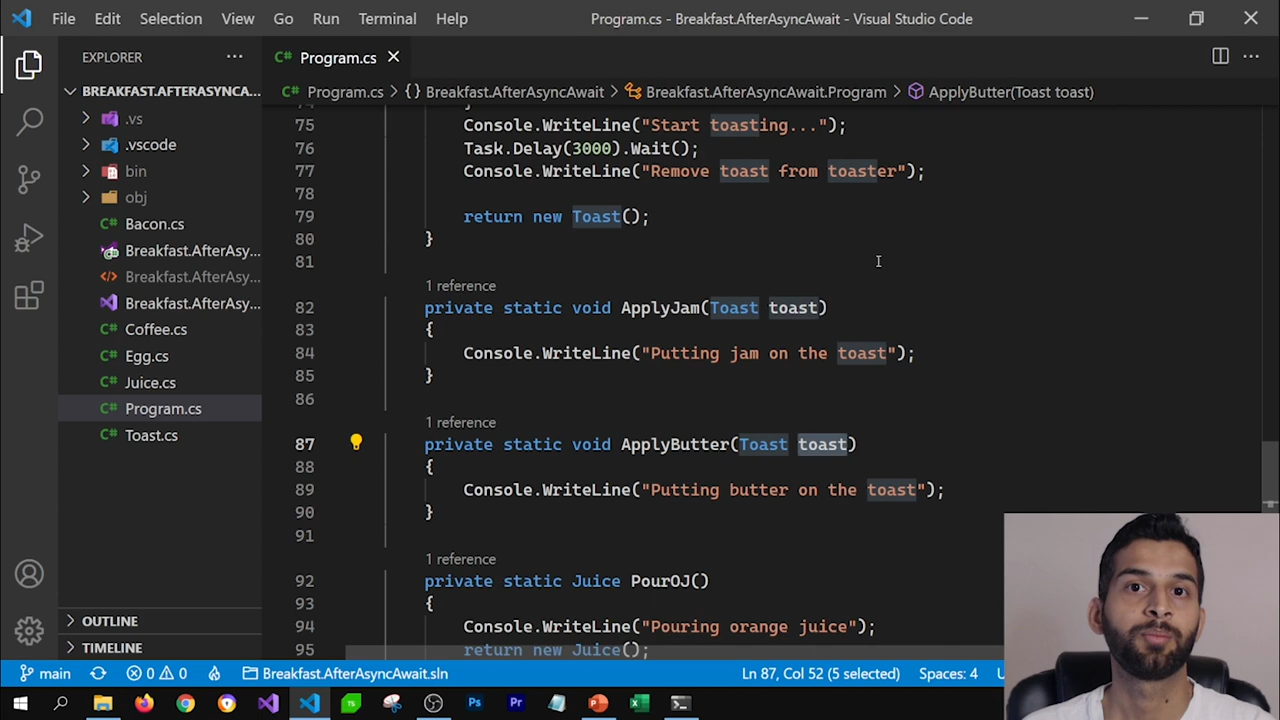 File Edit Selection View Go Run Terminal Help Program.cs - Breakfast.AfterAsyncAwait - Visual Studio Code
EXPLORER
BREAKFAST.AFTERASYNCA...
.vs
.vscode
bin
obj
Bacon.cs
Breakfast.AfterAsy...
Breakfast.AfterAsy...
Breakfast.AfterAsy...
Coffee.cs
Egg.cs
Juice.cs
Program.cs
Toast.cs
OUTLINE
TIMELINE
C# Program.cs
C# Program.cs > {} Breakfast.AfterAsyncAwait > Breakfast.AfterAsyncAwait.Program > ApplyButter(Toast toast)
75 Console.WriteLine("Start toasting...");
76 Task.Delay(3000).Wait();
77 Console.WriteLine("Remove toast from toaster");
78
79 return new Toast();
80 }
81
1 reference
82 private static void ApplyJam(Toast toast)
83 {
84 Console.WriteLine("Putting jam on the toast");
85 }
86
1 reference
87 private static void ApplyButter(Toast toast)
88 {
89 Console.WriteLine("Putting butter on the toast");
90 }
91
1 reference
92 private static Juice PourOJ()
93 {
94 Console.WriteLine("Pouring orange juice");
95 return new Juice();
main 0 0 Breakfast.AfterAsyncAwait.sln Ln 87, Col 52 (5 selected) Spaces: 4